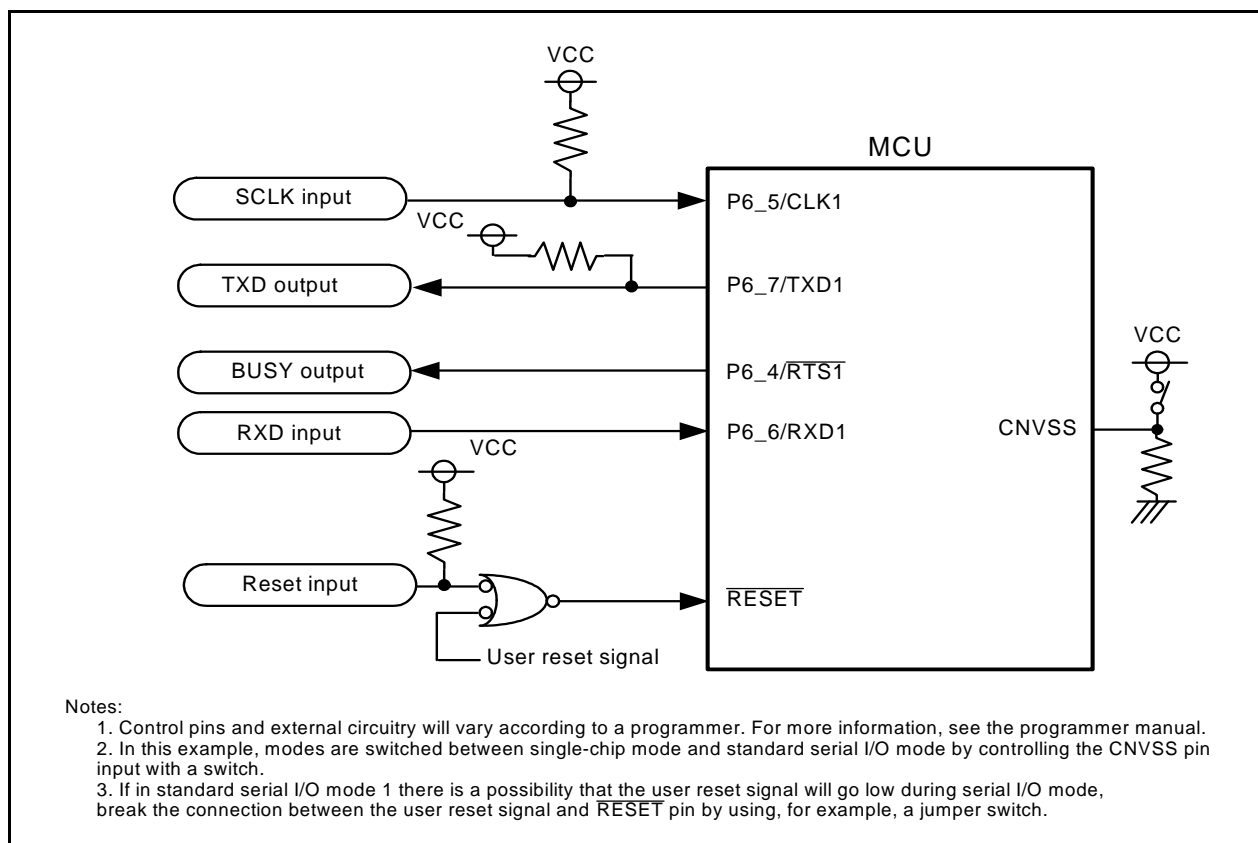 VCC
MCU
SCLK input
P6_5/CLK1
VCC
TXD output
P6_7/TXD1
VCC
BUSY output
P6_4/R̅T̅S̅1̅
RXD input
P6_6/RXD1
CNVSS
VCC
Reset input
R̅E̅S̅E̅T̅
User reset signal
Notes:
1. Control pins and external circuitry will vary according to a programmer. For more information, see the programmer manual.
2. In this example, modes are switched between single-chip mode and standard serial I/O mode by controlling the CNVSS pin
input with a switch.
3. If in standard serial I/O mode 1 there is a possibility that the user reset signal will go low during serial I/O mode,
break the connection between the user reset signal and R̅E̅S̅E̅T̅ pin by using, for example, a jumper switch.